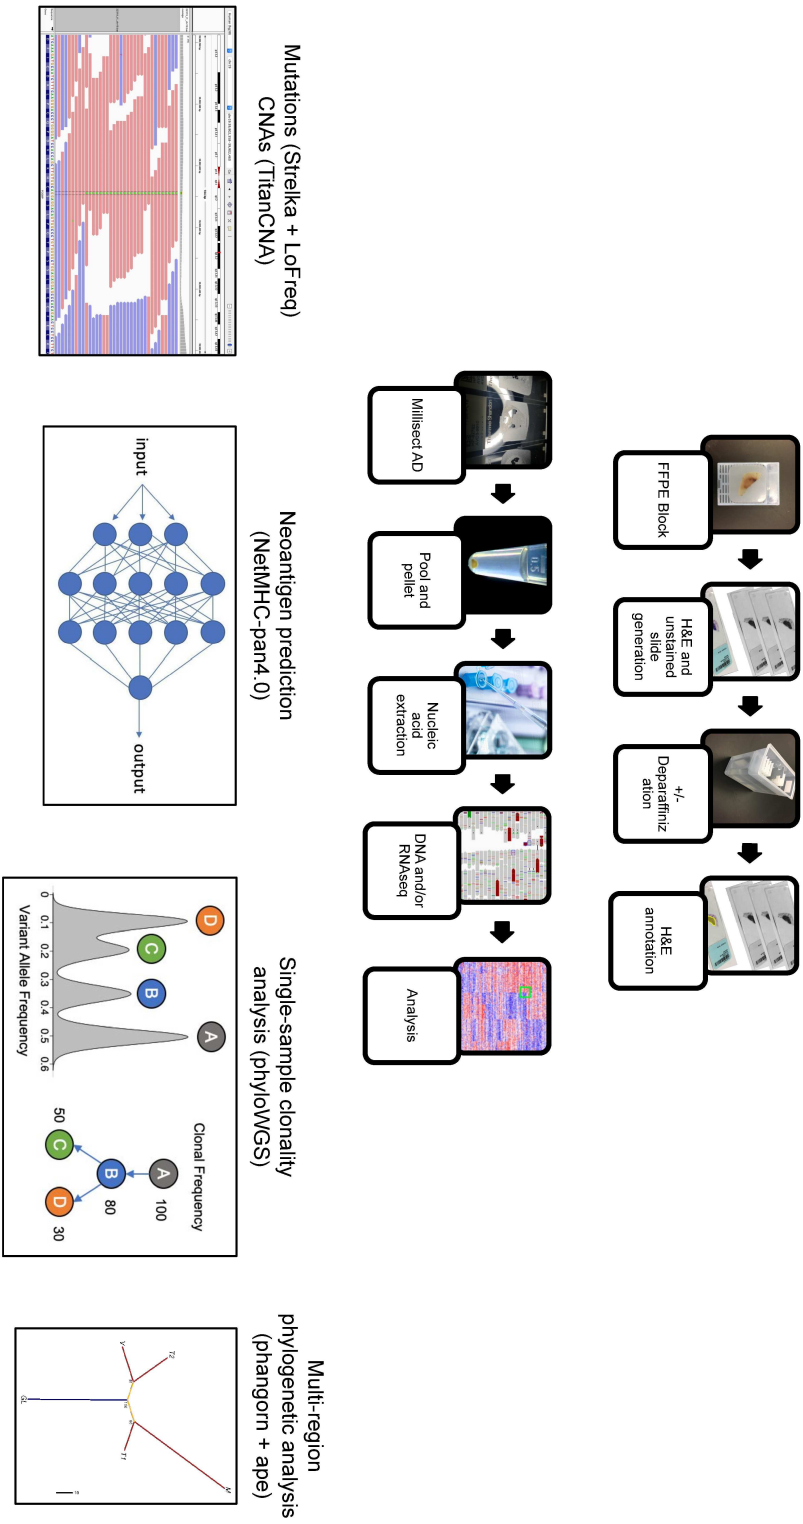 FFPE Block
H&E and
unstained
slide
generation
+/-
Deparaffiniz
ation
H&E
annotation
Millisect AD
Pool and
pellet
Nucleic
acid
extraction
DNA and/or
RNAseq
Analysis
Mutations (Strelka + LoFreq)
CNAs (TitanCNA)
Neoantigen prediction
(NetMHC-pan4.0)
input
output
Single-sample clonality
analysis (phyloWGS)
D
C
B
A
0 0.1 0.2 0.3 0.4 0.5 0.6
Variant Allele Frequency
Clonal Frequency
A 100
B 80
50 C D 30
Multi-region
phylogenetic analysis
(phangorn + ape)
T2
V
M
T1
GL